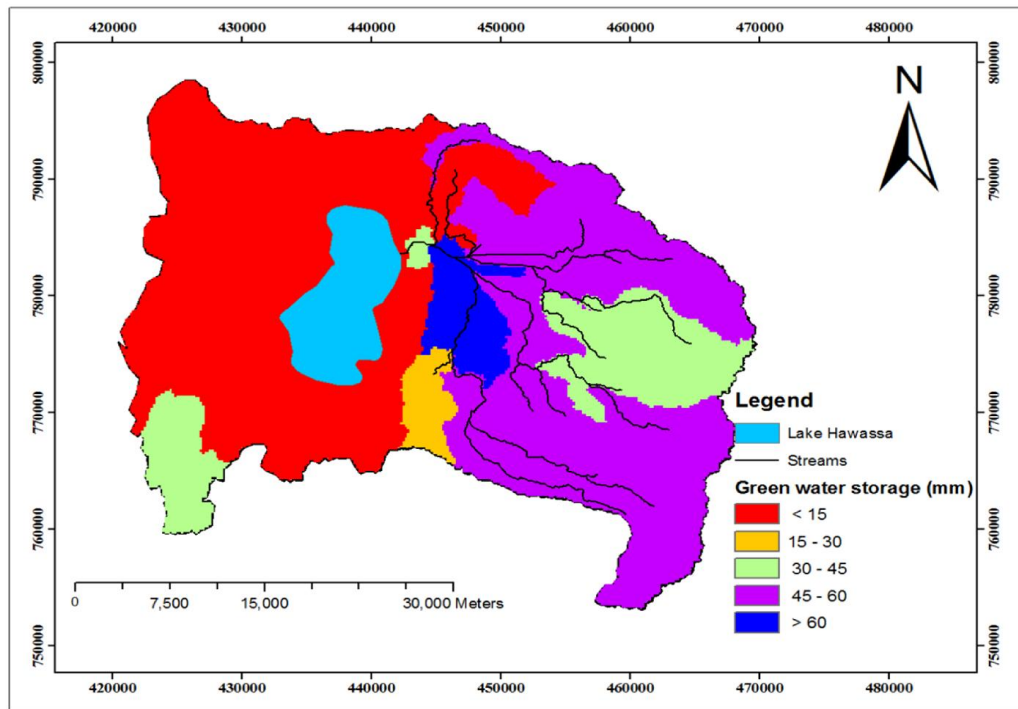 420000 430000 440000 450000 460000 470000 480000
800000 800000
N
790000 790000
780000 780000
770000 770000
Legend
Lake Hawassa
Streams
Green water storage (mm)
< 15
15 - 30
30 - 45
45 - 60
> 60
760000 760000
0 7,500 15,000 30,000 Meters
750000 750000
420000 430000 440000 450000 460000 470000 480000